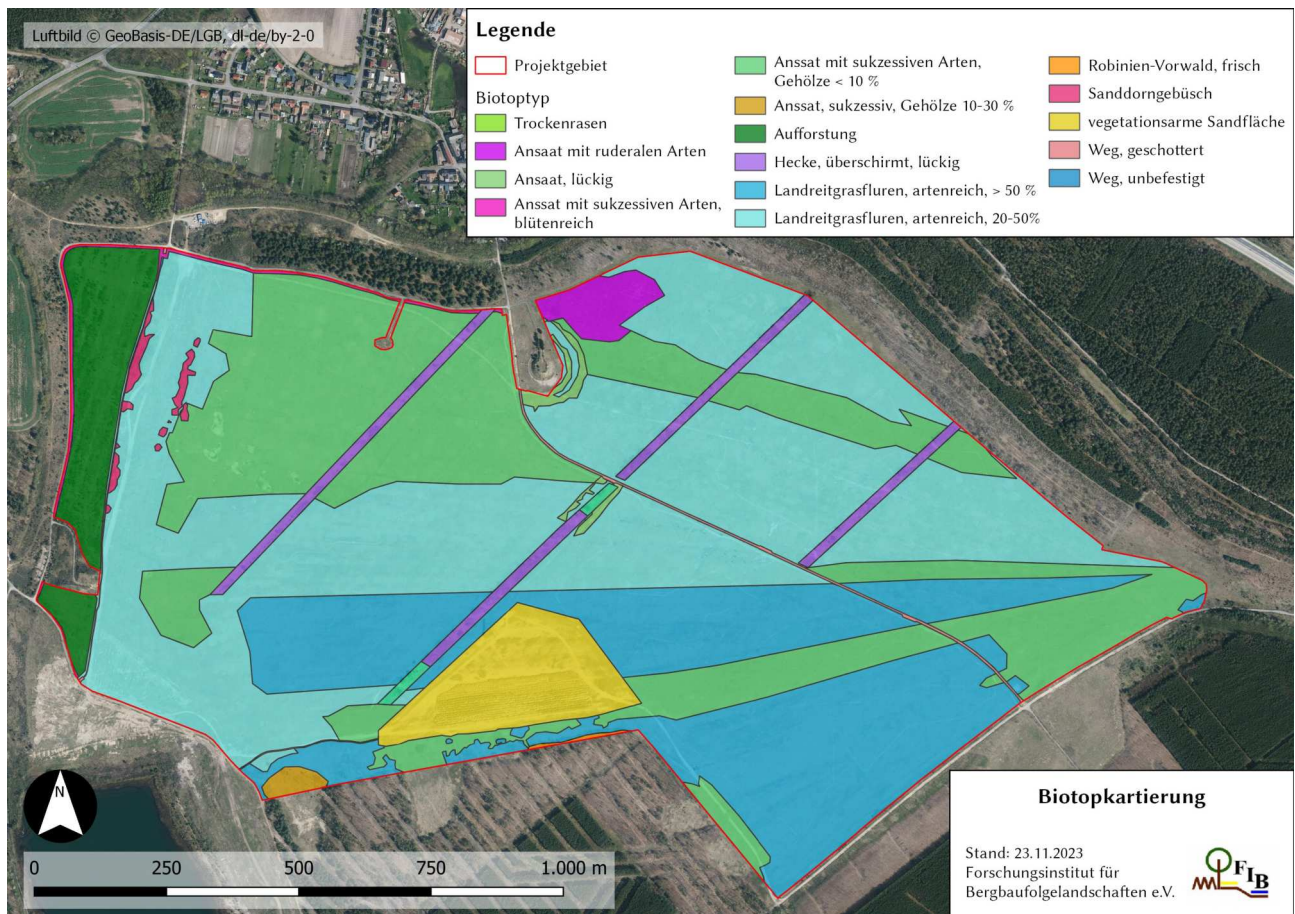 Luftbild © GeoBasis-DE/LGB, dl-de/by-2-0
Legende
Projektgebiet
Biotoptyp
Trockenrasen
Ansaat mit ruderalen Arten
Ansaat, lückig
Anssat mit sukzessiven Arten,
blütenreich
Anssat mit sukzessiven Arten,
Gehölze < 10 %
Anssat, sukzessiv, Gehölze 10-30 %
Aufforstung
Hecke, überschirmt, lückig
Landreitgrasfluren, artenreich, > 50 %
Landreitgrasfluren, artenreich, 20-50%
Robinien-Vorwald, frisch
Sanddorngebüsch
vegetationsarme Sandfläche
Weg, geschottert
Weg, unbefestigt
N
0 250 500 750 1.000 m
Biotopkartierung
Stand: 23.11.2023
Forschungsinstitut für
Bergbaufolgelandschaften e.V.
FIB